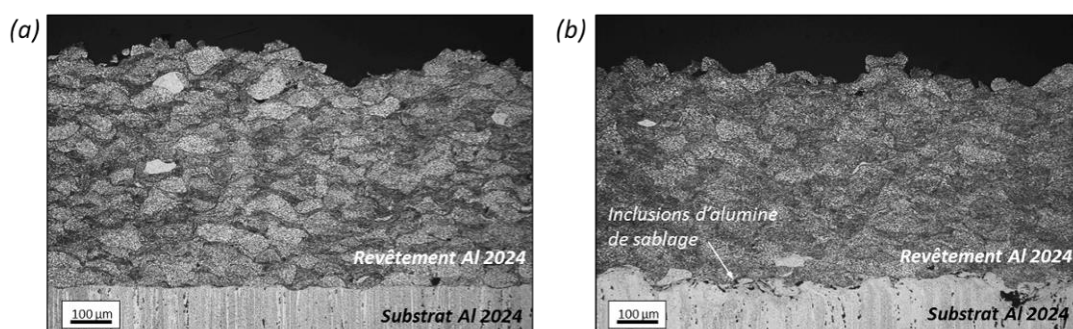 (a)
Revêtement Al 2024
100 µm
Substrat Al 2024
(b)
Inclusions d'alumine
de sablage
Revêtement Al 2024
100 µm
Substrat Al 2024